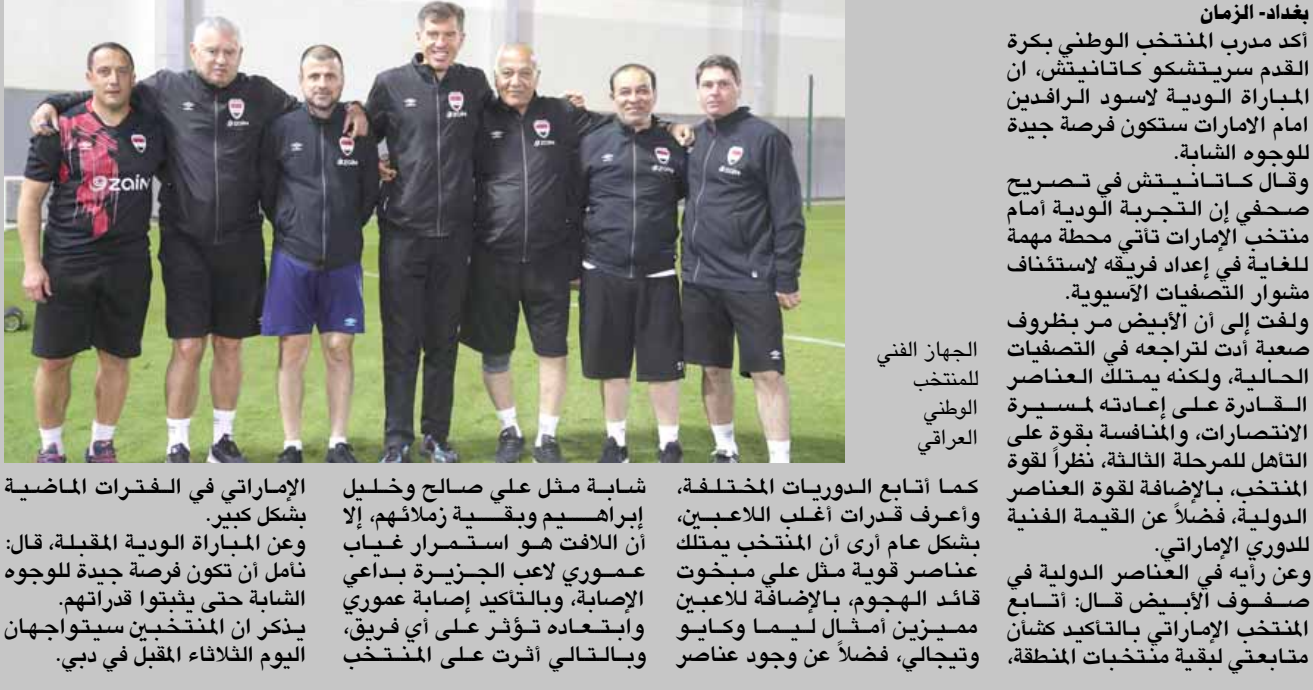 بغداد- الزمان
أكد مدرب المنتخب الوطني بكرة
القدم سريتشكو كاتانيتش، ان
المباراة الودية لاسود الرافدين
امام الامارات ستكون فرصة جيدة
للوجوه الشابة.
وقال كاتانيتش في تصريح
صحفي إن التجربة الودية أمام
منتخب الإمارات تأتي محطة مهمة
للغاية في إعداد فريقه لاستئناف
مشوار التصفيات الآسيوية.
ولفت إلى أن الأبيض مر بظروف
صعبة أدت لتراجعه في التصفيات
الحالية، ولكنه يمتلك العناصر
القادرة على إعادته لمسيرة
الانتصارات، والمنافسة بقوة على
التأهل للمرحلة الثالثة، نظراً لقوة
المنتخب، بالإضافة لقوة العناصر
الدولية، فضلاً عن القيمة الفنية
للدوري الإماراتي.
وعن رأيه في العناصر الدولية في
صفوف الأبيض قال: أتابع
المنتخب الإماراتي بالتأكيد كشأن
متابعتي لبقية منتخبات المنطقة،
الجهاز الفني
للمنتخب
الوطني
العراقي
كما أتابع الدوريات المختلفة،
وأعرف قدرات أغلب اللاعبين،
بشكل عام أرى أن المنتخب يمتلك
عناصر قوية مثل علي مبخوت
قائد الهجوم، بالإضافة للاعبين
مميزين أمثال ليما وكايو
وتيجالي، فضلاً عن وجود عناصر
شابة مثل علي صالح وخليل
إبراهيم وبقية زملائهم، إلا
أن اللافت هو استمرار غياب
عموري لاعب الجزيرة بداعي
الإصابة، وبالتأكيد إصابة عموري
وابتعاده تؤثر على أي فريق،
وبالتالي أثرت على المنتخب
الإماراتي في الفترات الماضية
بشكل كبير.
وعن المباراة الودية المقبلة، قال:
نأمل أن تكون فرصة جيدة للوجوه
الشابة حتى يثبتوا قدراتهم.
يذكر ان المنتخبين سيتواجهان
اليوم الثلاثاء المقبل في دبي.
zain
zain
zain
zain
zain
zain
zain